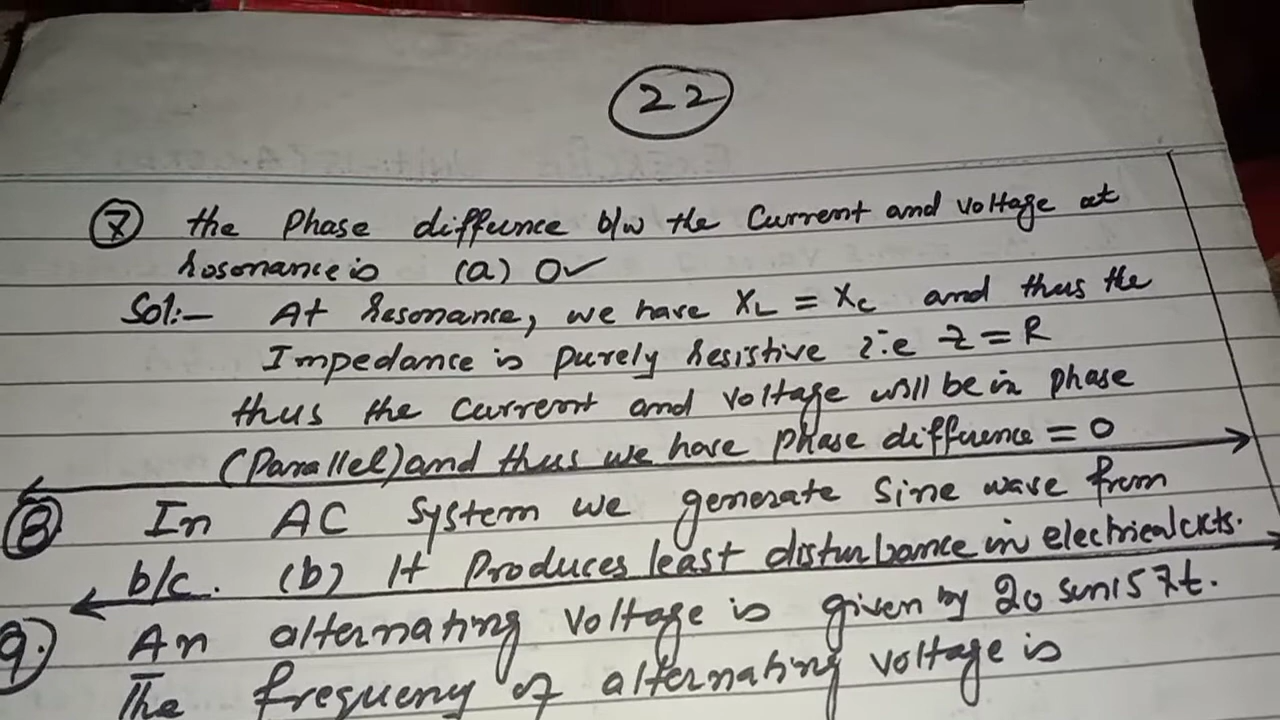 22
7 the Phase diffunce b/w the Current and voltage at
Resonance is (a) 0✓
Sol:- At Resonance, we have XL = Xc and thus the
Impedance is purely Resistive i.e Z = R
thus the Current and voltage will be in phase
(Parallel) and thus we have phase difference = 0
8 In AC system we generate Sine wave from
b/c. (b) It Produces least disturbance in electrical ckts.
9.) An alternating voltage is given by 20 sin157t.
The frequency of alternating voltage is